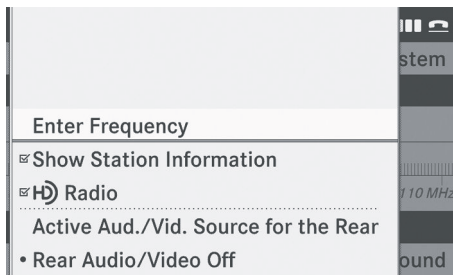 stem
Enter Frequency
☑ Show Station Information
☑ HD Radio
110 MHz
Active Aud./Vid. Source for the Rear
• Rear Audio/Video Off
ound